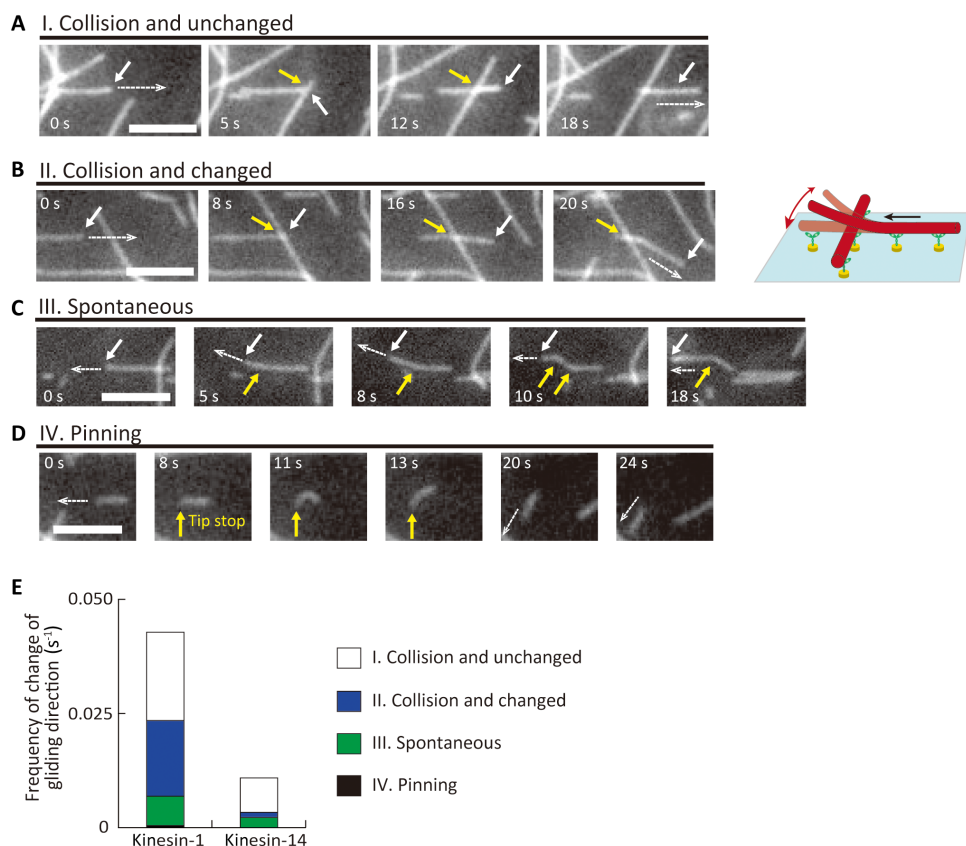 A I. Collision and unchanged
0 s 5 s 12 s 18 s
B II. Collision and changed
0 s 8 s 16 s 20 s
C III. Spontaneous
0 s 5 s 8 s 10 s 18 s
D IV. Pinning
0 s 8 s 11 s 13 s 20 s 24 s
Tip stop
E
Frequency of change of
gliding direction (s⁻¹)
0.050
0.025
0
Kinesin-1 Kinesin-14
I. Collision and unchanged
II. Collision and changed
III. Spontaneous
IV. Pinning